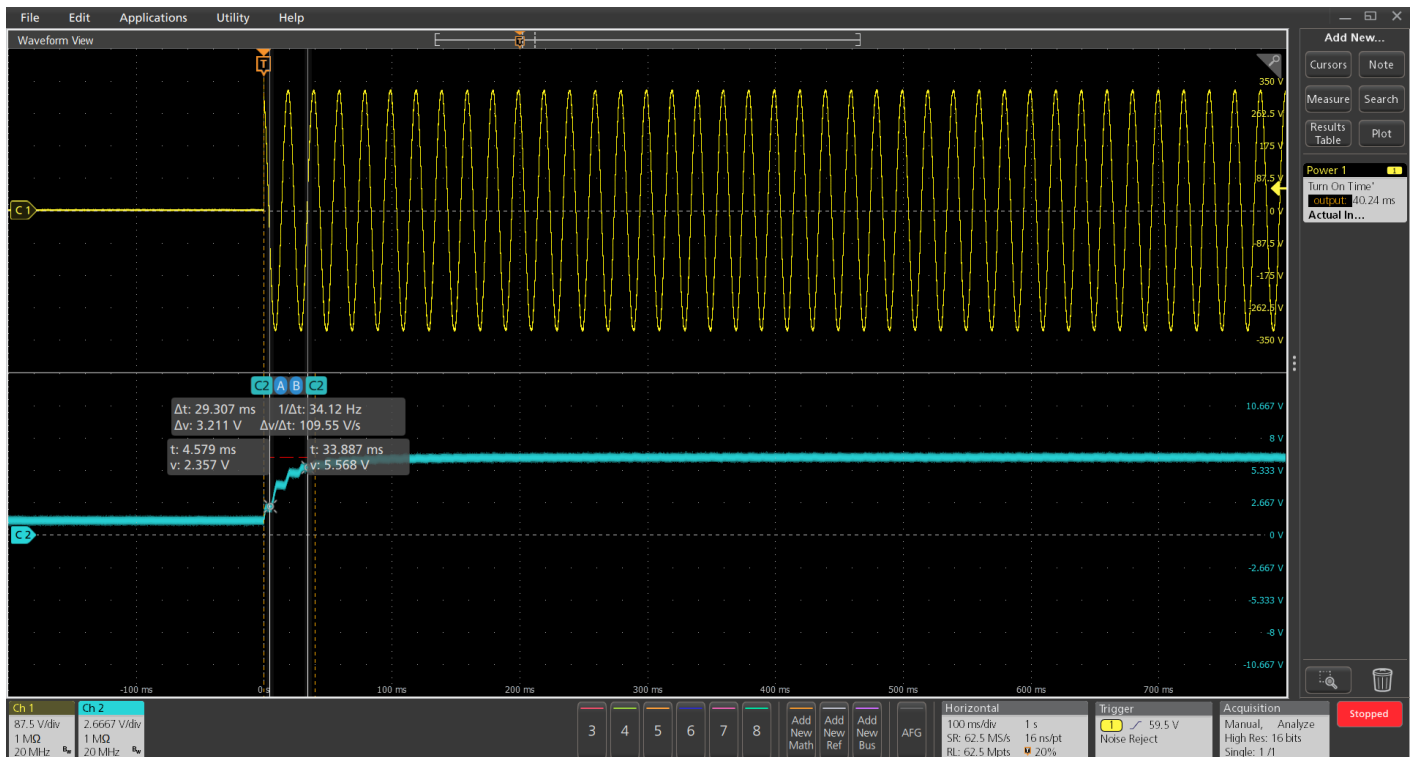 File Edit Applications Utility Help
Waveform View
Add New...
Cursors Note
Measure Search
Results Table Plot
Power 1 1
Turn On Time'
output: 40.24 ms
Actual In...
T
T
C 1
350 V
262.5 V
175 V
87.5 V
0 V
-87.5 V
-175 V
-262.5 V
-350 V
C2 A B C2
Δt: 29.307 ms 1/Δt: 34.12 Hz
Δv: 3.211 V Δv/Δt: 109.55 V/s
t: 4.579 ms
v: 2.357 V
t: 33.887 ms
v: 5.568 V
C 2
10.667 V
8 V
5.333 V
2.667 V
0 V
-2.667 V
-5.333 V
-8 V
-10.667 V
-100 ms 0 s 100 ms 200 ms 300 ms 400 ms 500 ms 600 ms 700 ms
Ch 1
87.5 V/div
1 MΩ
20 MHz Bw
Ch 2
2.6667 V/div
1 MΩ
20 MHz Bw
3 4 5 6 7 8
Add New Math
Add New Ref
Add New Bus
AFG
Horizontal
100 ms/div 1 s
SR: 62.5 MS/s 16 ns/pt
RL: 62.5 Mpts 20%
Trigger
1 59.5 V
Noise Reject
Acquisition
Manual, Analyze
High Res: 16 bits
Single: 1 /1
Stopped